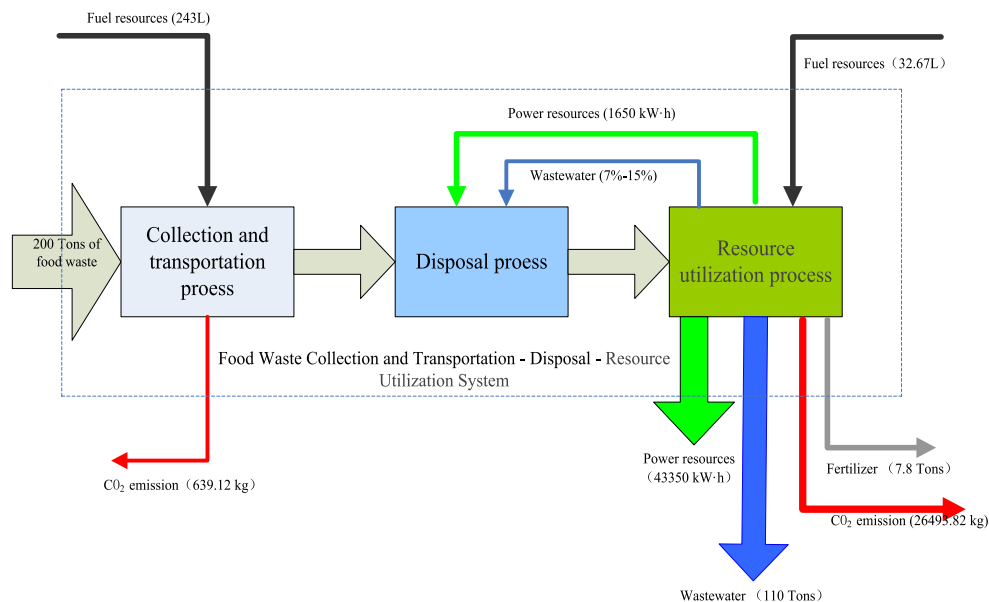 Fuel resources (243L)
Fuel resources（32.67L）
Power resources (1650 kW·h)
Wastewater (7%-15%)
200 Tons of
food waste
Collection and
transportation
proess
Disposal proess
Resource
utilization process
Food Waste Collection and Transportation - Disposal - Resource
Utilization System
Power resources
（43350 kW·h）
Fertilizer（7.8 Tons）
C0₂ emission（639.12 kg）
C0₂ emission (26493.82 kg)
Wastewater （110 Tons）